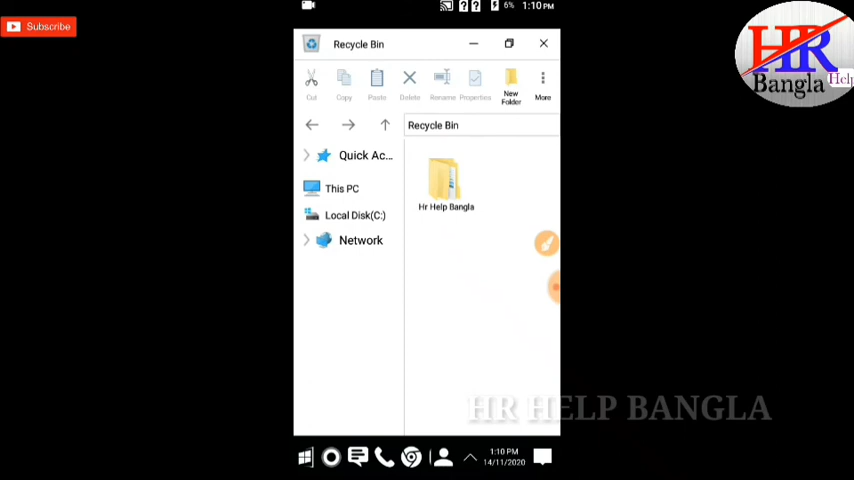 6% 1:10 PM
Subscribe
HR
Bangla Help
Recycle Bin
Cut
Copy
Paste
Delete
Rename
Properties
New
Folder
More
Recycle Bin
Quick Ac...
This PC
Local Disk(C:)
Network
Hr Help Bangla
HR HELP BANGLA
1:10 PM
14/11/2020